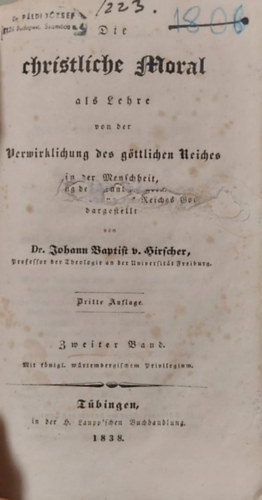 1223.
1806
Die
christliche Moral
als Lehre
von der
Verwirklichung des göttlichen Reiches
in der Menschheit,
Reiches
dargestellt
von
Dr. Johann Baptist v. Hirscher,
Professor der Theologie an der Universität Freiburg.
Dritte Auflage.
Zweiter Band.
Mit königl. württembergischem Privilegium.
Tübingen,
in der H. Laupp'schen Buchhandlung.
1838.